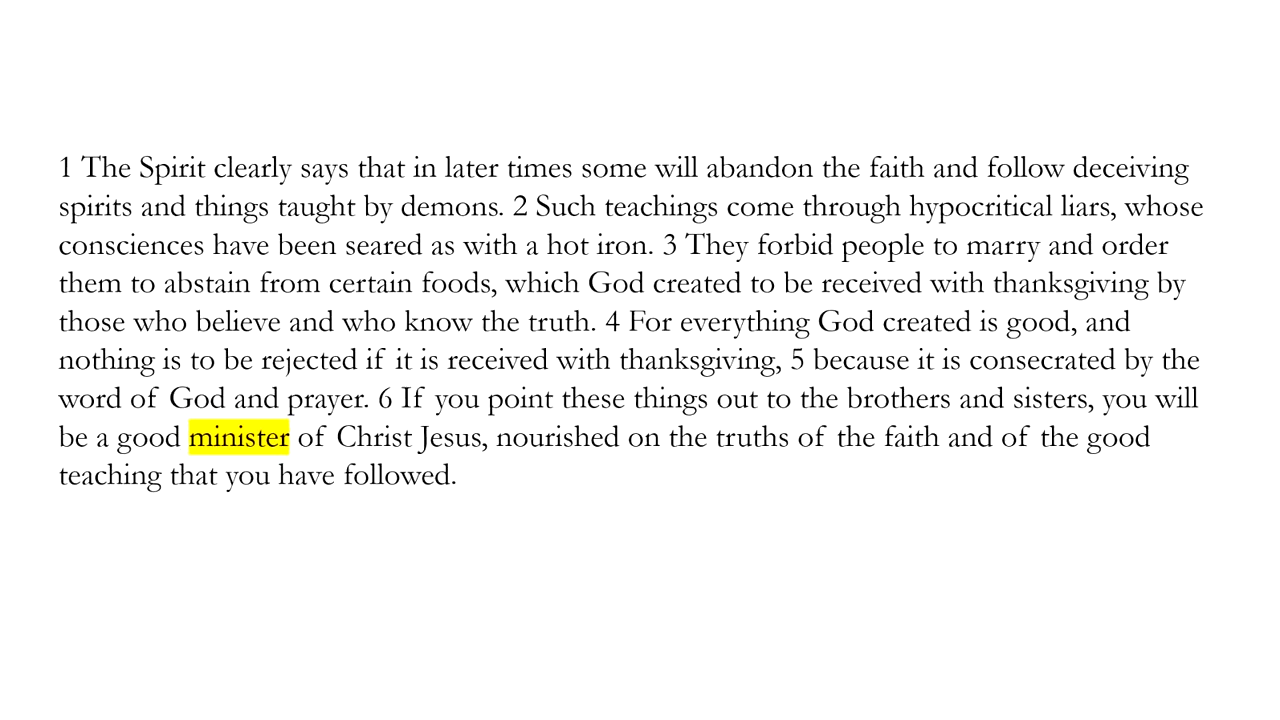 1 The Spirit clearly says that in later times some will abandon the faith and follow deceiving
spirits and things taught by demons. 2 Such teachings come through hypocritical liars, whose
consciences have been seared as with a hot iron. 3 They forbid people to marry and order
them to abstain from certain foods, which God created to be received with thanksgiving by
those who believe and who know the truth. 4 For everything God created is good, and
nothing is to be rejected if it is received with thanksgiving, 5 because it is consecrated by the
word of God and prayer. 6 If you point these things out to the brothers and sisters, you will
be a good minister of Christ Jesus, nourished on the truths of the faith and of the good
teaching that you have followed.